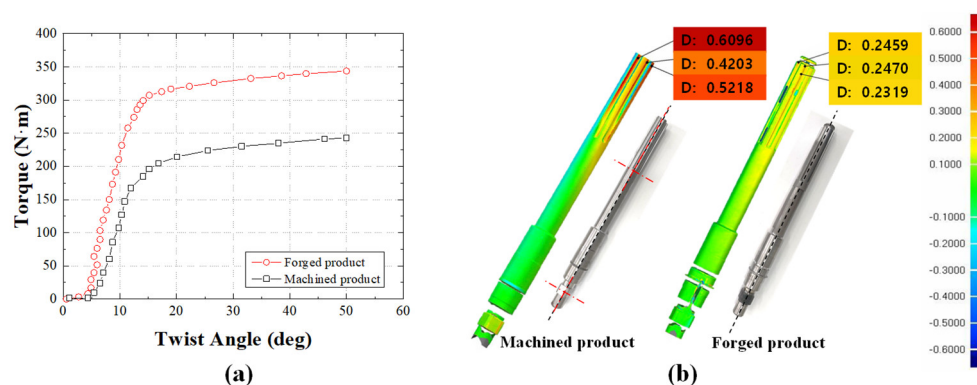 (a)
400
350
300
250
200
150
100
50
0
Torque (N·m)
0 10 20 30 40 50 60
Twist Angle (deg)
Forged product
Machined product
D: 0.6096
D: 0.4203
D: 0.5218
D: 0.2459
D: 0.2470
D: 0.2319
0.6000
0.5000
0.4000
0.3000
0.2000
0.1000
-0.1000
-0.2000
-0.3000
-0.4000
-0.5000
-0.6000
Machined product
Forged product
(a)
(b)